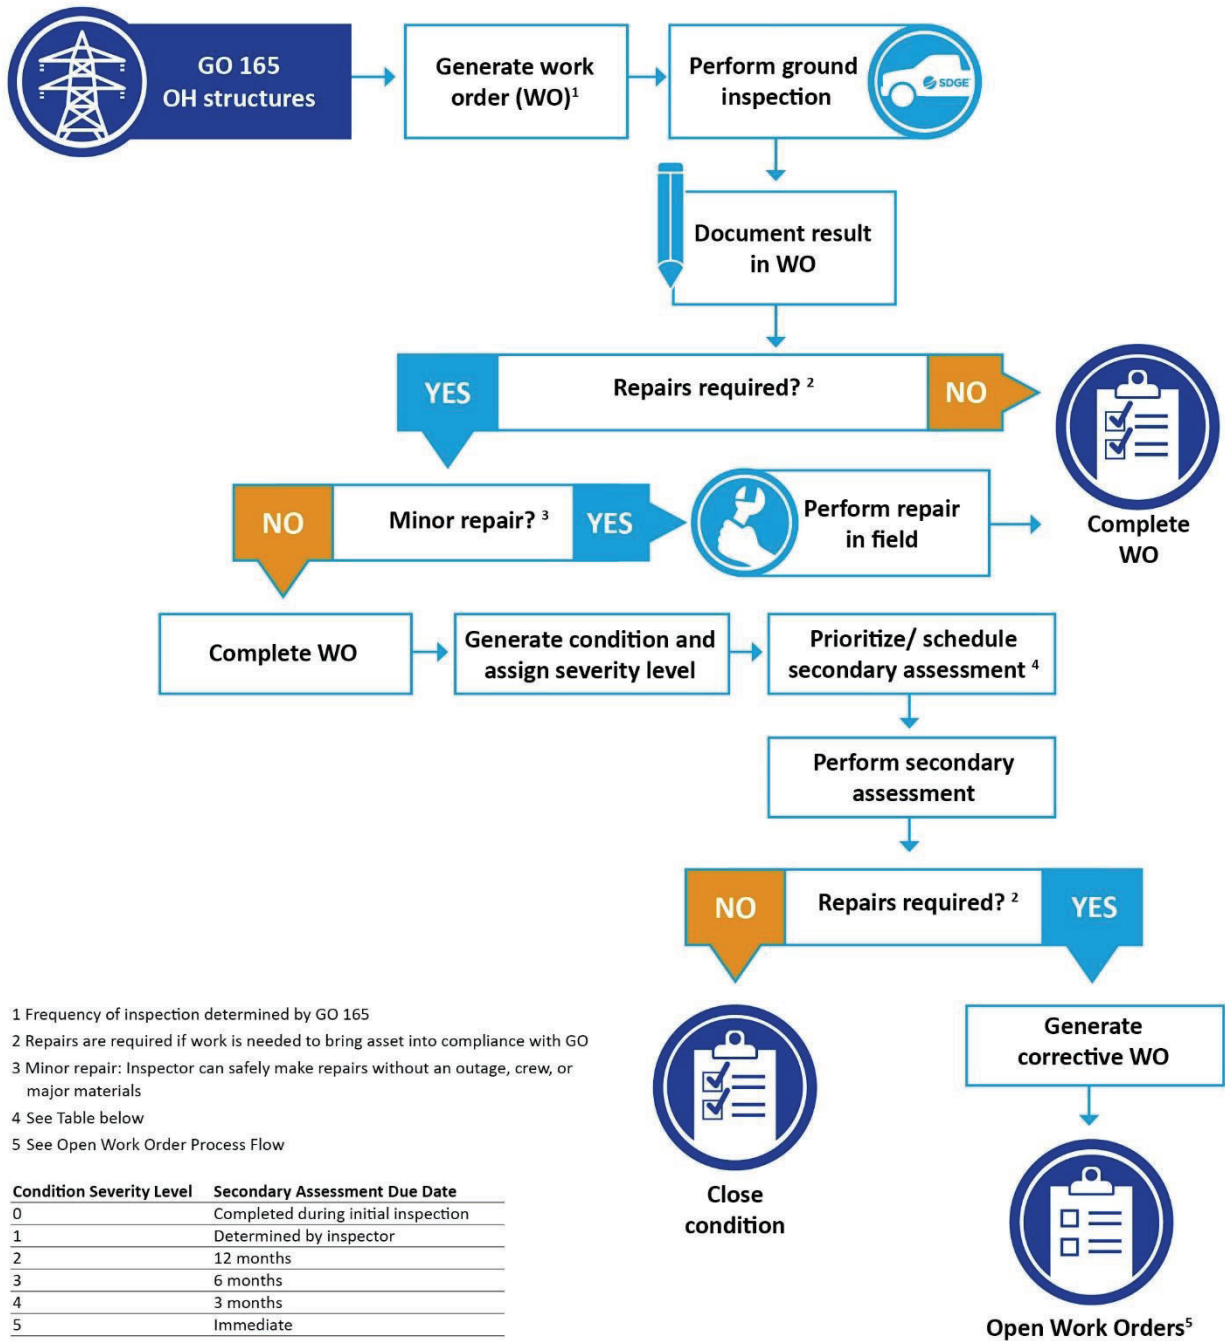 GO 165
OH structures
Generate work
order (WO)¹
Perform ground
inspection
SDGE
Document result
in WO
YES
Repairs required? ²
NO
NO
Minor repair? ³
YES
Perform repair
in field
Complete
WO
Complete WO
Generate condition and
assign severity level
Prioritize/ schedule
secondary assessment ⁴
Perform secondary
assessment
NO
Repairs required? ²
YES
Close
condition
Generate
corrective WO
Open Work Orders⁵
1 Frequency of inspection determined by GO 165
2 Repairs are required if work is needed to bring asset into compliance with GO
3 Minor repair: Inspector can safely make repairs without an outage, crew, or
major materials
4 See Table below
5 See Open Work Order Process Flow
Condition Severity Level Secondary Assessment Due Date
0 Completed during initial inspection
1 Determined by inspector
2 12 months
3 6 months
4 3 months
5 Immediate